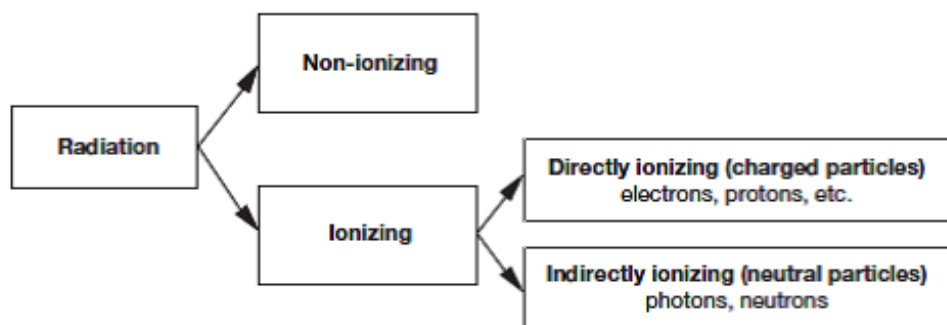 Non-ionizing
Radiation
Directly ionizing (charged particles)
electrons, protons, etc.
Ionizing
Indirectly ionizing (neutral particles)
photons, neutrons